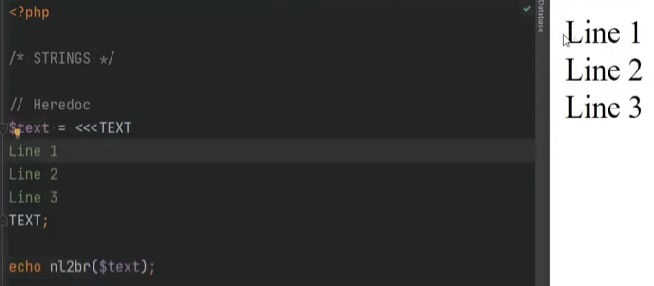 <?php
/* STRINGS */
// Heredoc
$text = <<<TEXT
Line 1
Line 2
Line 3
TEXT;
echo nl2br($text);
Database
Line 1
Line 2
Line 3